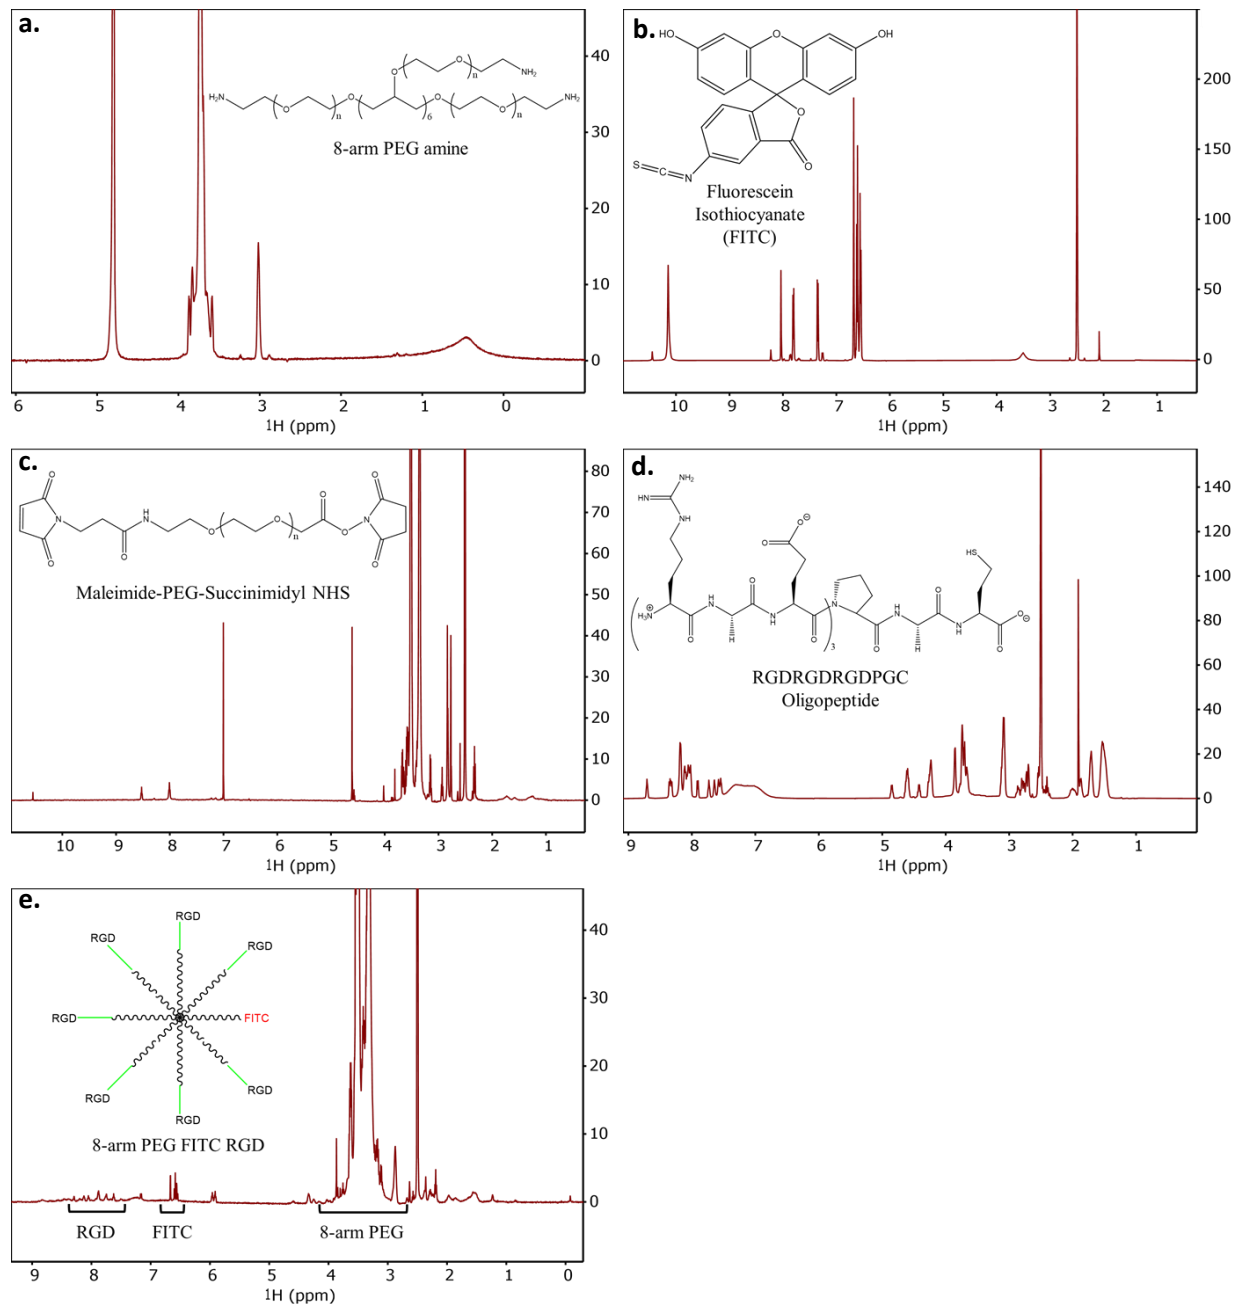 a.
H₂N
O
n
O
O
O
n
NH₂
6
O
O
n
NH₂
8-arm PEG amine
40
30
20
10
0
6 5 4 3 2 1 0
1H (ppm)
b.
HO
O
OH
O
O
S
C
N
Fluorescein
Isothiocyanate
(FITC)
200
150
100
50
0
10 9 8 7 6 5 4 3 2 1
1H (ppm)
c.
O
N
O
O
H
N
O
O
n
O
O
N
O
O
Maleimide-PEG-Succinimidyl NHS
80
70
60
50
40
30
20
10
0
10 9 8 7 6 5 4 3 2 1
1H (ppm)
d.
NH₂
HN
NH
O⊖
O
HS
H₃N⊕
O
H
N
H
O
N
H
O
3
N
O
H
N
H
O
N
H
O⊖
O
RGDRGDRGDPGC
Oligopeptide
140
120
100
80
60
40
20
0
9 8 7 6 5 4 3 2 1
1H (ppm)
e.
RGD
RGD
RGD
RGD
FITC
RGD
RGD
RGD
8-arm PEG FITC RGD
40
30
20
10
0
RGD FITC 8-arm PEG
9 8 7 6 5 4 3 2 1 0
1H (ppm)